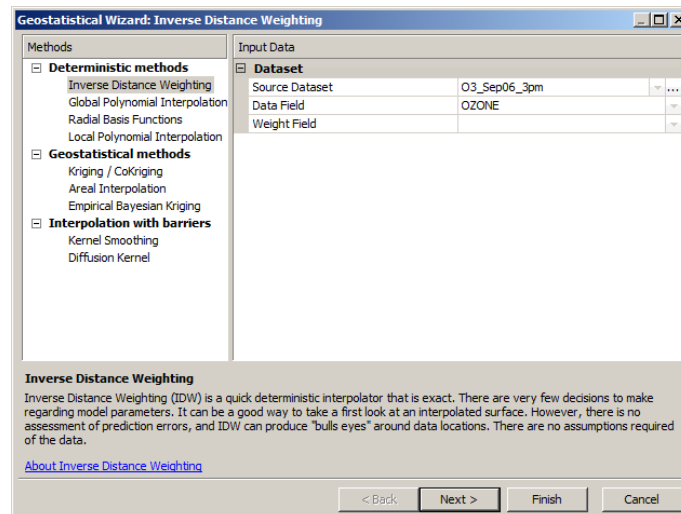 Geostatistical Wizard: Inverse Distance Weighting
Methods
Deterministic methods
Inverse Distance Weighting
Global Polynomial Interpolation
Radial Basis Functions
Local Polynomial Interpolation
Geostatistical methods
Kriging / CoKriging
Areal Interpolation
Empirical Bayesian Kriging
Interpolation with barriers
Kernel Smoothing
Diffusion Kernel
Input Data
Dataset
Source Dataset O3_Sep06_3pm ...
Data Field OZONE
Weight Field
Inverse Distance Weighting
Inverse Distance Weighting (IDW) is a quick deterministic interpolator that is exact. There are very few decisions to make
regarding model parameters. It can be a good way to take a first look at an interpolated surface. However, there is no
assessment of prediction errors, and IDW can produce "bulls eyes" around data locations. There are no assumptions required
of the data.
About Inverse Distance Weighting
< Back Next > Finish Cancel